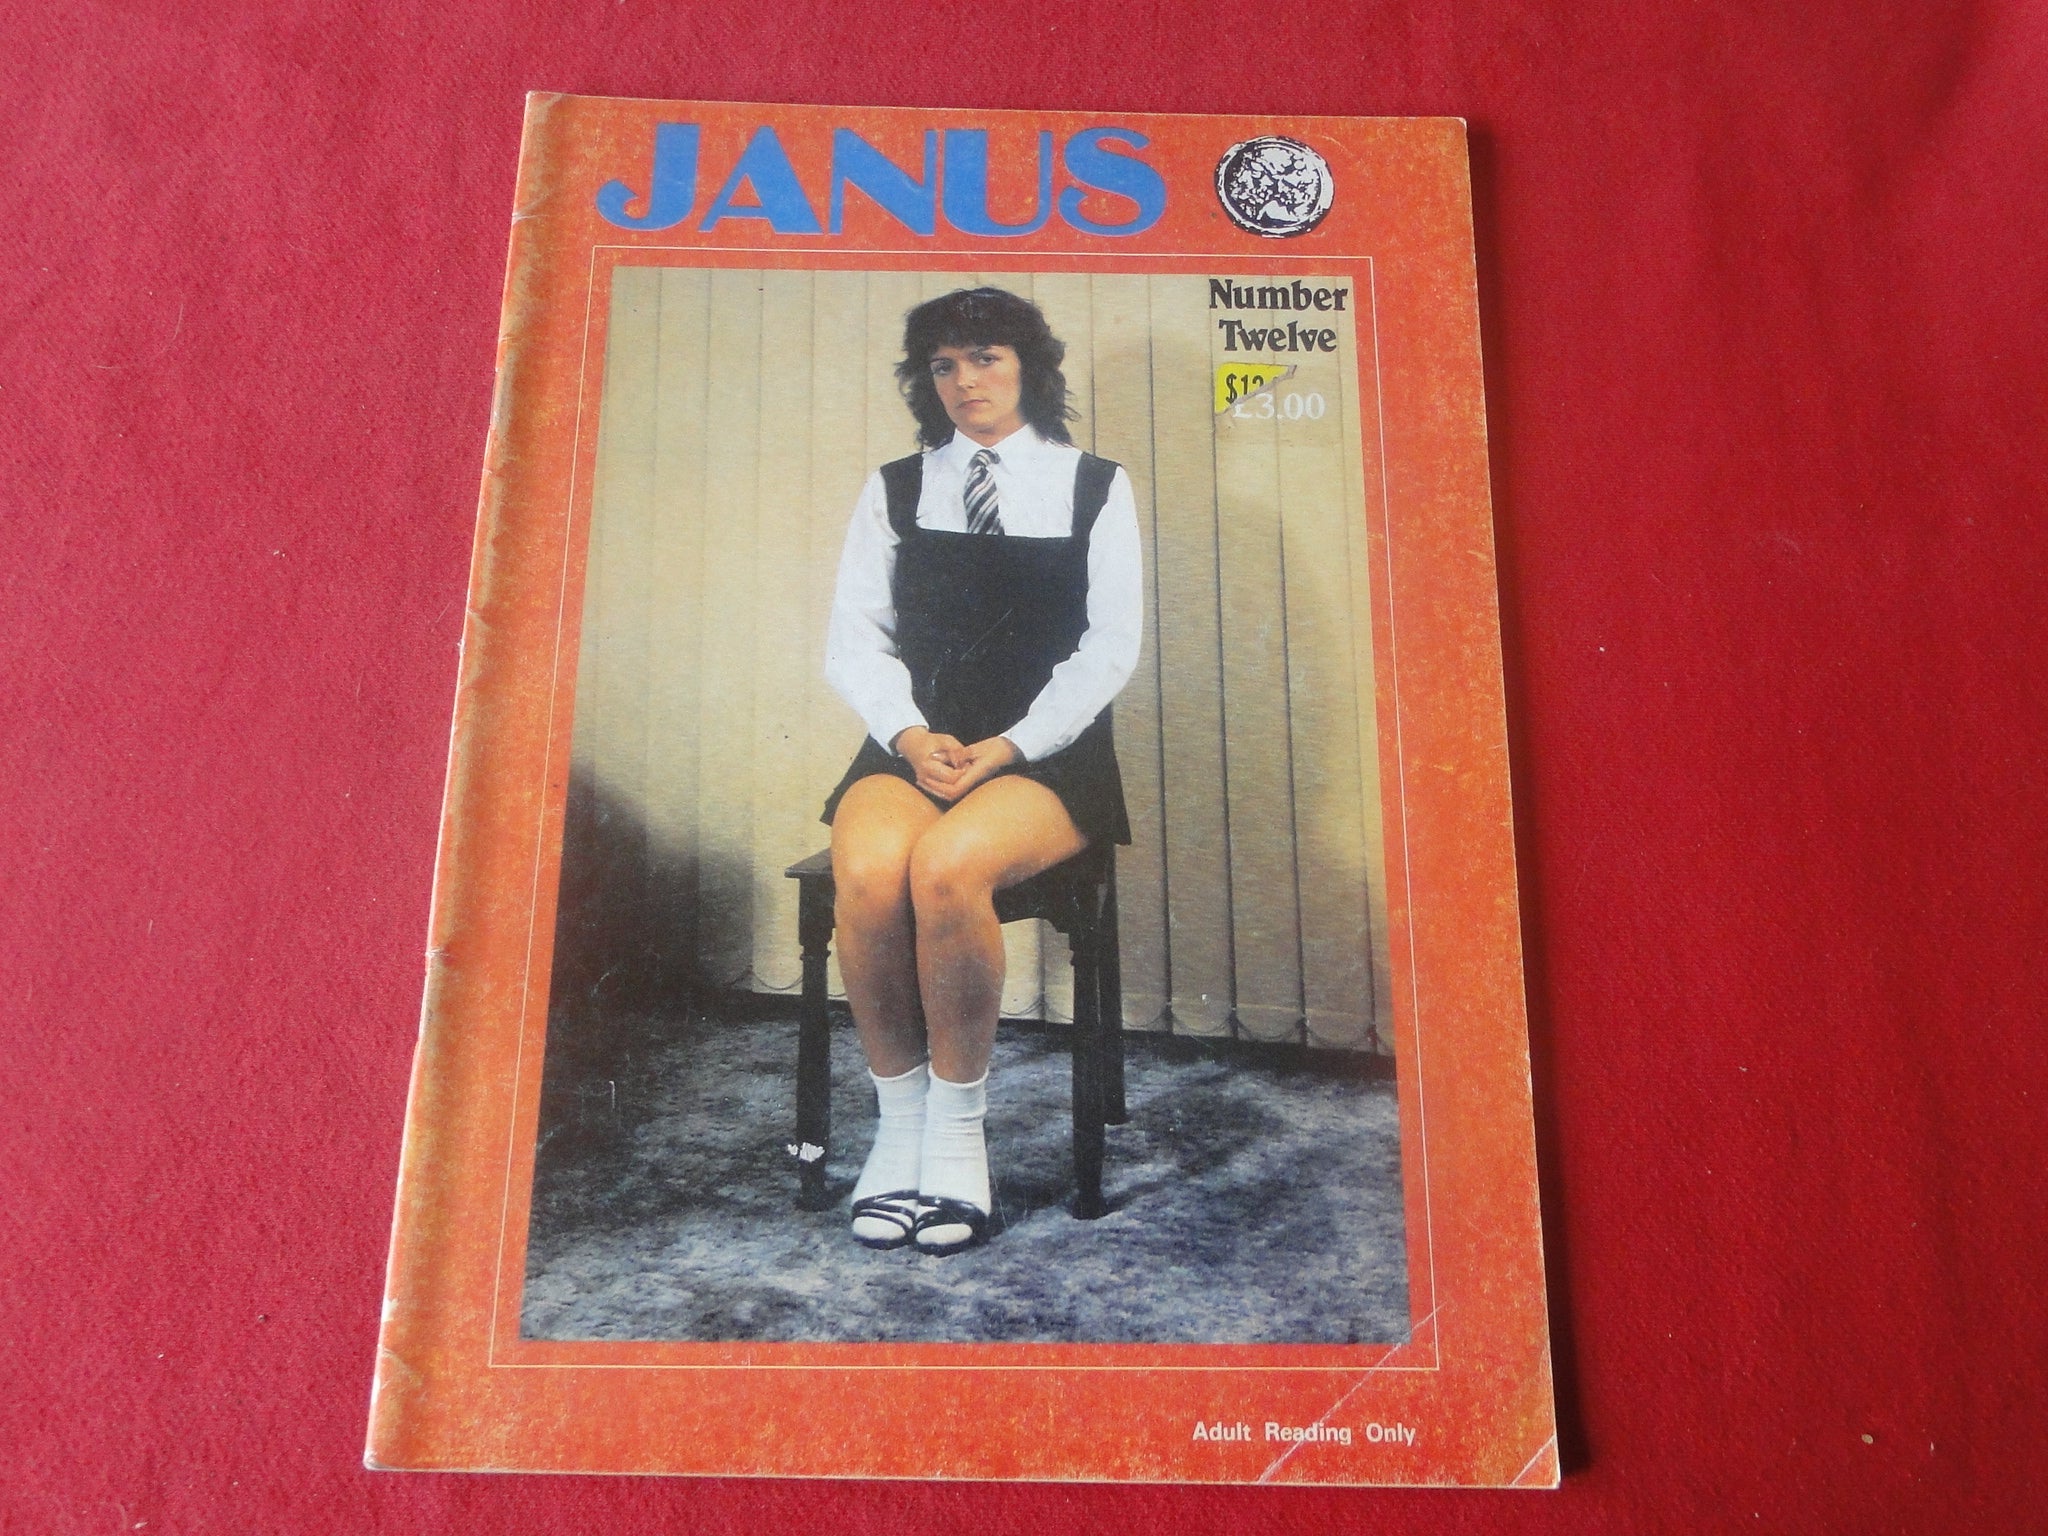 JANUS
Number
Twelve
£3.00
Adult Reading Only